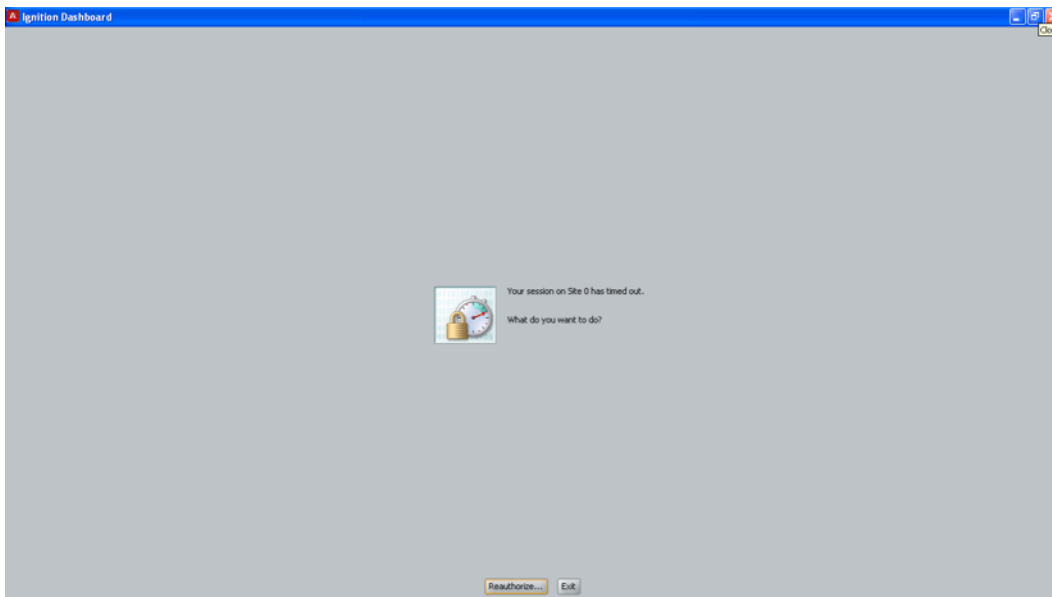 Ignition Dashboard
Your session on Site 0 has timed out.
What do you want to do?
Reauthorize...
Exit